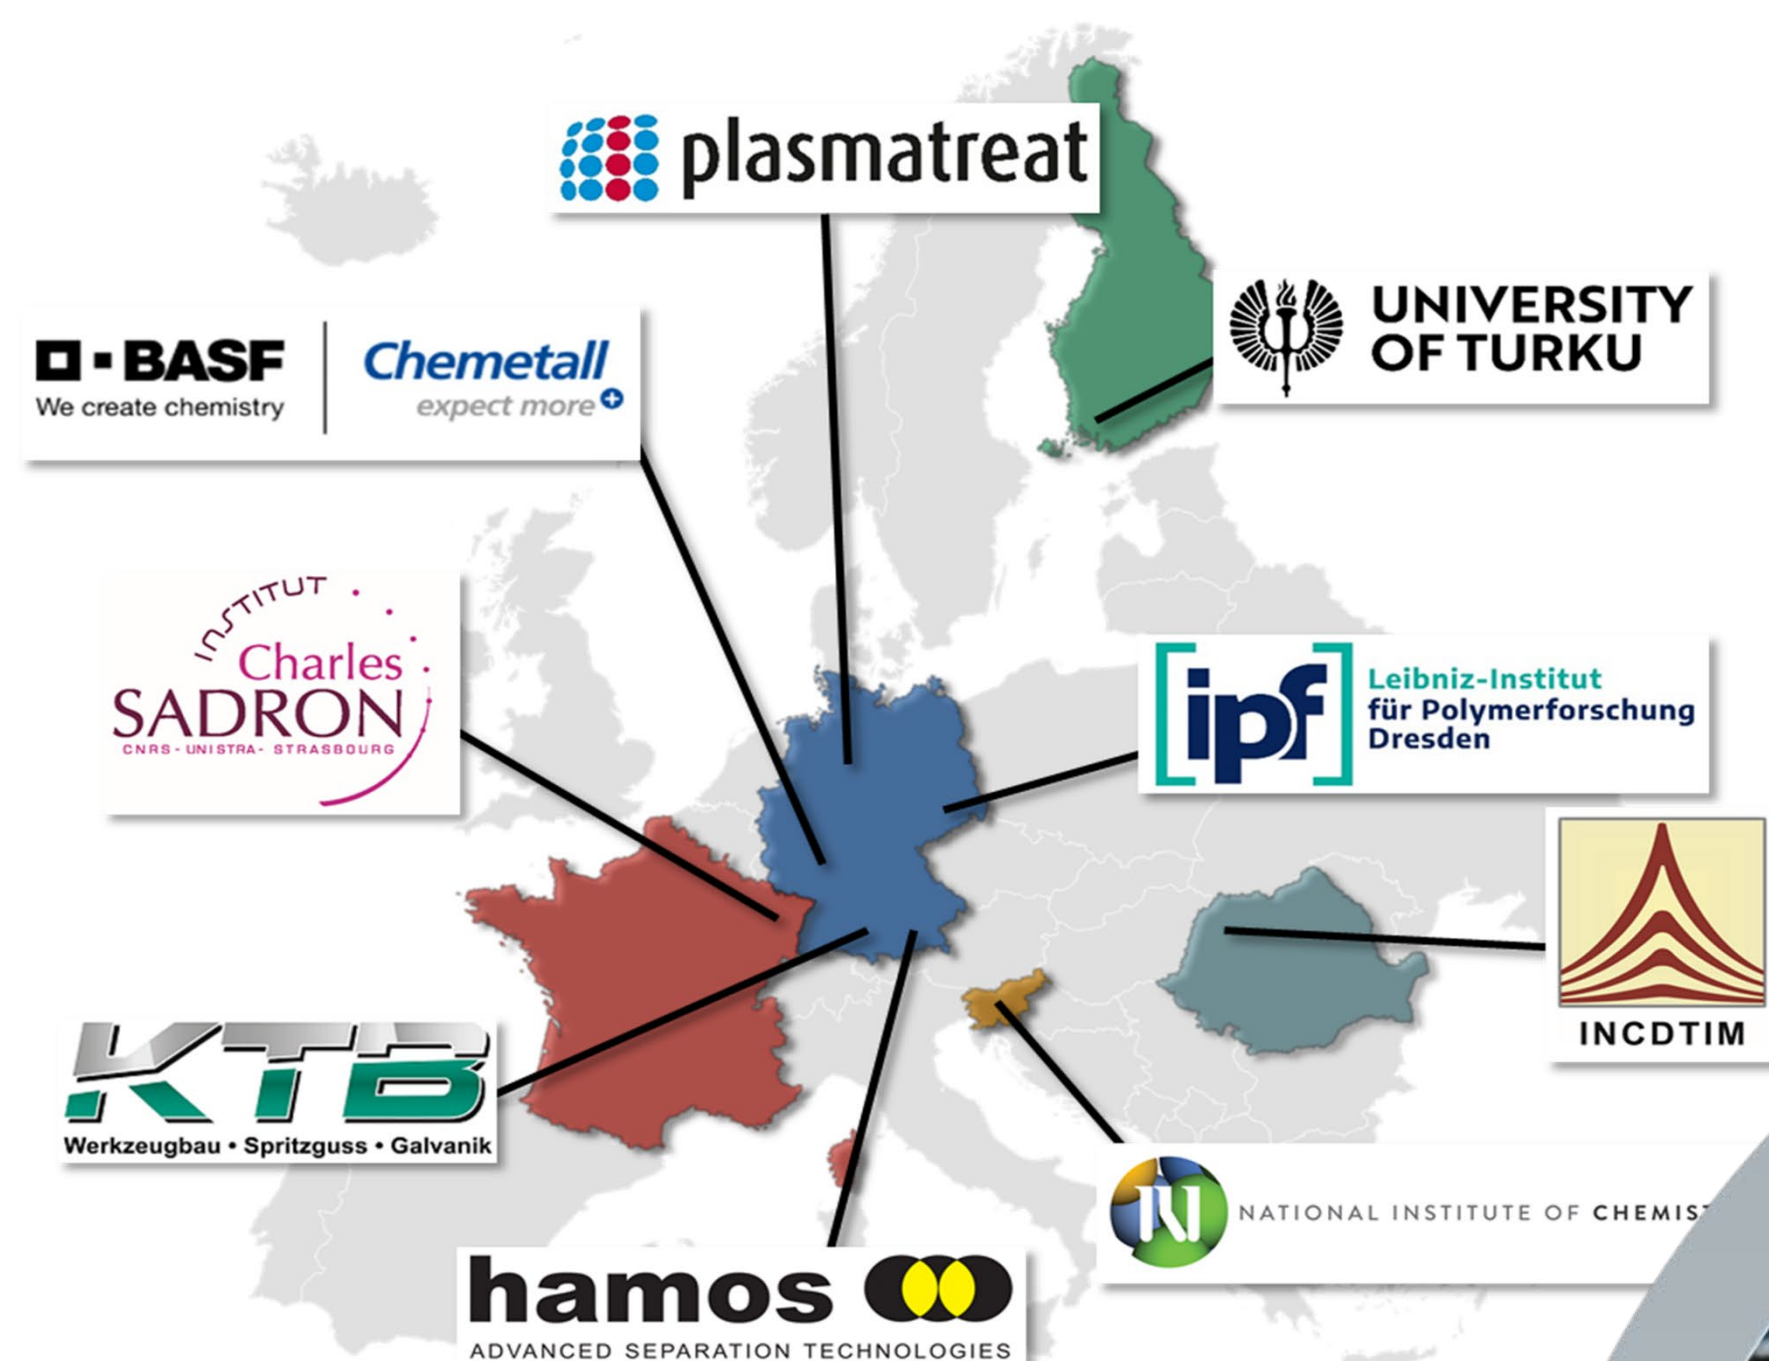 plasmatreat
UNIVERSITY
OF TURKU
BASF
We create chemistry
Chemetall
expect more
INSTITUT
Charles
SADRON
CNRS - UNISTRA - STRASBOURG
[ipf]
Leibniz-Institut
für Polymerforschung
Dresden
INCDTIM
KTB
Werkzeugbau • Spritzguss • Galvanik
NATIONAL INSTITUTE OF CHEMIS
hamos
ADVANCED SEPARATION TECHNOLOGIES